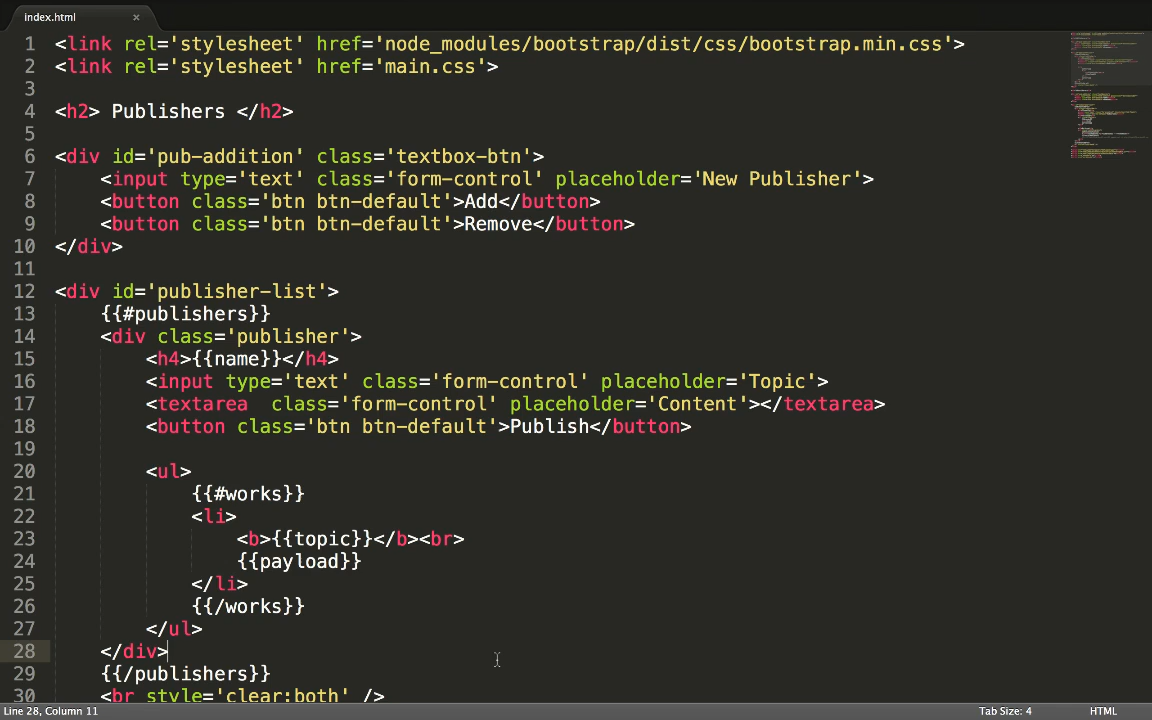 index.html ×
1 <link rel='stylesheet' href='node_modules/bootstrap/dist/css/bootstrap.min.css'>
2 <link rel='stylesheet' href='main.css'>
3
4 <h2> Publishers </h2>
5
6 <div id='pub-addition' class='textbox-btn'>
7     <input type='text' class='form-control' placeholder='New Publisher'>
8     <button class='btn btn-default'>Add</button>
9     <button class='btn btn-default'>Remove</button>
10 </div>
11
12 <div id='publisher-list'>
13     {{#publishers}}
14     <div class='publisher'>
15         <h4>{{name}}</h4>
16         <input type='text' class='form-control' placeholder='Topic'>
17         <textarea  class='form-control' placeholder='Content'></textarea>
18         <button class='btn btn-default'>Publish</button>
19
20         <ul>
21             {{#works}}
22             <li>
23                 <b>{{topic}}</b><br>
24                 {{payload}}
25             </li>
26             {{/works}}
27         </ul>
28     </div>
29     {{/publishers}}
30     <br style='clear:both' />
Line 28, Column 11 Tab Size: 4 HTML